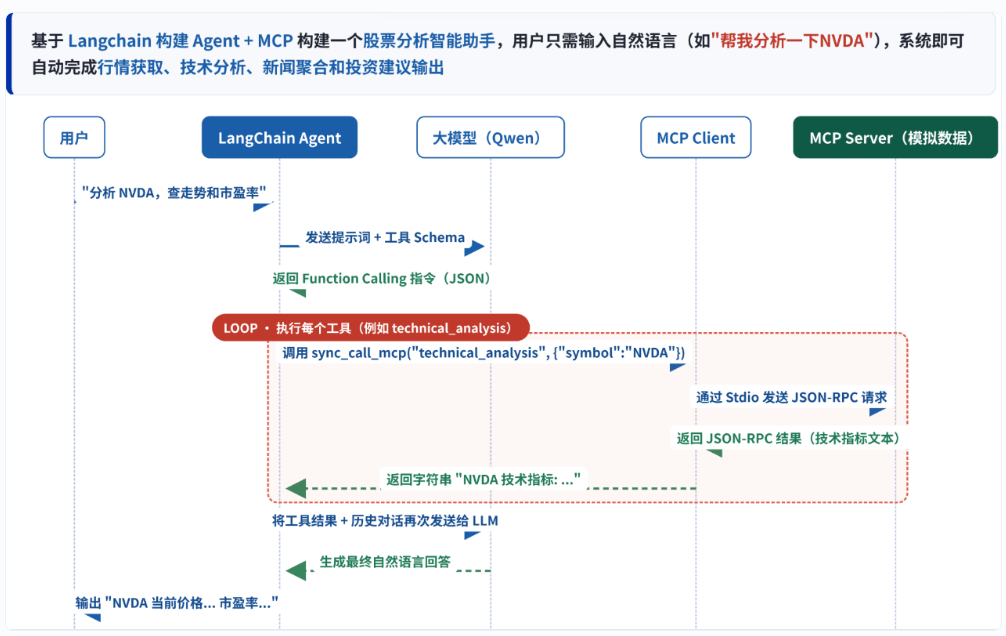 基于 Langchain 构建 Agent + MCP 构建一个股票分析智能助手，用户只需输入自然语言（如"帮我分析一下NVDA"），系统即可
自动完成行情获取、技术分析、新闻聚合和投资建议输出
用户
LangChain Agent
大模型（Qwen）
MCP Client
MCP Server（模拟数据）
"分析 NVDA，查走势和市盈率"
发送提示词 + 工具 Schema
返回 Function Calling 指令（JSON）
LOOP · 执行每个工具（例如 technical_analysis）
调用 sync_call_mcp("technical_analysis", {"symbol":"NVDA"})
通过 Stdio 发送 JSON-RPC 请求
返回 JSON-RPC 结果（技术指标文本）
返回字符串 "NVDA 技术指标: ..."
将工具结果 + 历史对话再次发送给 LLM
生成最终自然语言回答
输出 "NVDA 当前价格... 市盈率..."